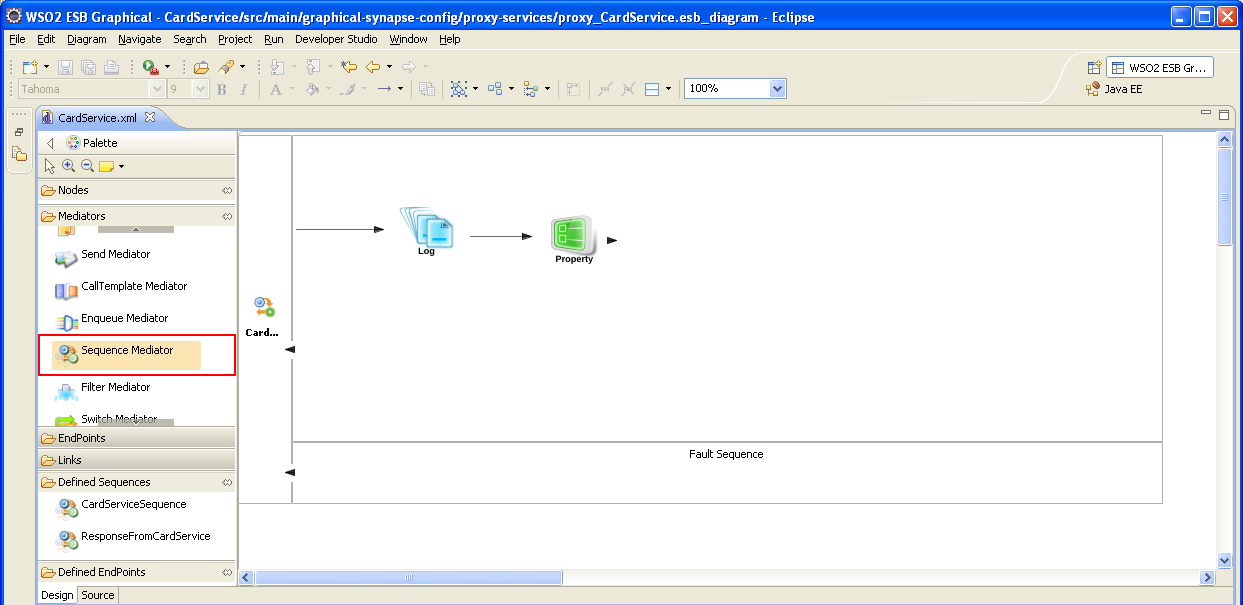 WSO2 ESB Graphical - CardService/src/main/graphical-synapse-config/proxy-services/proxy_CardService.esb_diagram - Eclipse
File Edit Diagram Navigate Search Project Run Developer Studio Window Help
WSO2 ESB Gr...
Tahoma 9 B I A 100%
Java EE
CardService.xml
Palette
Nodes
Mediators
Send Mediator
CallTemplate Mediator
Enqueue Mediator
Sequence Mediator
Filter Mediator
Switch Mediator
EndPoints
Links
Defined Sequences
CardServiceSequence
ResponseFromCardService
Defined EndPoints
Design Source
Card...
Log
Property
Fault Sequence